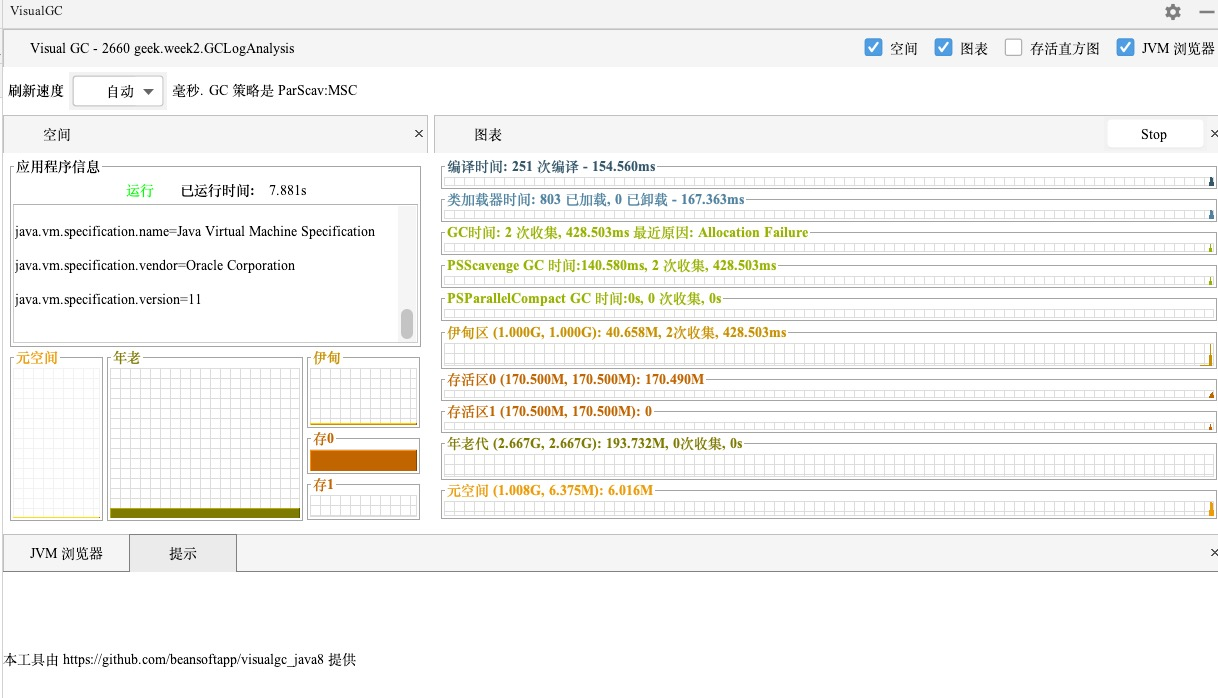 VisualGC
Visual GC - 2660 geek.week2.GCLogAnalysis
空间 图表 存活直方图 JVM 浏览器
刷新速度 自动 毫秒. GC 策略是 ParScav:MSC
空间 ×
图表 Stop ×
应用程序信息
运行 已运行时间: 7.881s
java.vm.specification.name=Java Virtual Machine Specification
java.vm.specification.vendor=Oracle Corporation
java.vm.specification.version=11
元空间
年老
伊甸
存0
存1
编译时间: 251 次编译 - 154.560ms
类加载器时间: 803 已加载, 0 已卸载 - 167.363ms
GC时间: 2 次收集, 428.503ms 最近原因: Allocation Failure
PSScavenge GC 时间:140.580ms, 2 次收集, 428.503ms
PSParallelCompact GC 时间:0s, 0 次收集, 0s
伊甸区 (1.000G, 1.000G): 40.658M, 2次收集, 428.503ms
存活区0 (170.500M, 170.500M): 170.490M
存活区1 (170.500M, 170.500M): 0
年老代 (2.667G, 2.667G): 193.732M, 0次收集, 0s
元空间 (1.008G, 6.375M): 6.016M
JVM 浏览器 提示 ×
本工具由 https://github.com/beansoftapp/visualgc_java8 提供